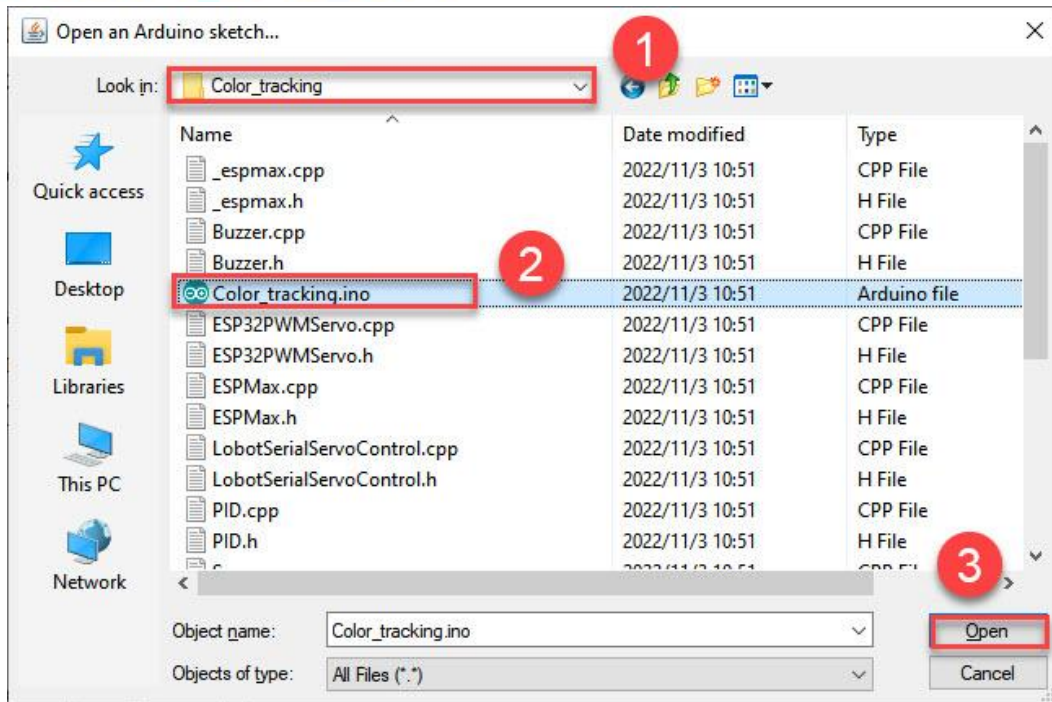 Open an Arduino sketch...
1
Look in: Color_tracking
Name Date modified Type
_espmax.cpp 2022/11/3 10:51 CPP File
_espmax.h 2022/11/3 10:51 H File
Buzzer.cpp 2022/11/3 10:51 CPP File
Buzzer.h 2022/11/3 10:51 H File
2
Color_tracking.ino 2022/11/3 10:51 Arduino file
ESP32PWMServo.cpp 2022/11/3 10:51 CPP File
ESP32PWMServo.h 2022/11/3 10:51 H File
ESPMax.cpp 2022/11/3 10:51 CPP File
ESPMax.h 2022/11/3 10:51 H File
LobotSerialServoControl.cpp 2022/11/3 10:51 CPP File
LobotSerialServoControl.h 2022/11/3 10:51 H File
PID.cpp 2022/11/3 10:51 CPP File
PID.h 2022/11/3 10:51 H File
Quick access
Desktop
Libraries
This PC
Network
3
Object name: Color_tracking.ino Open
Objects of type: All Files (*.*) Cancel